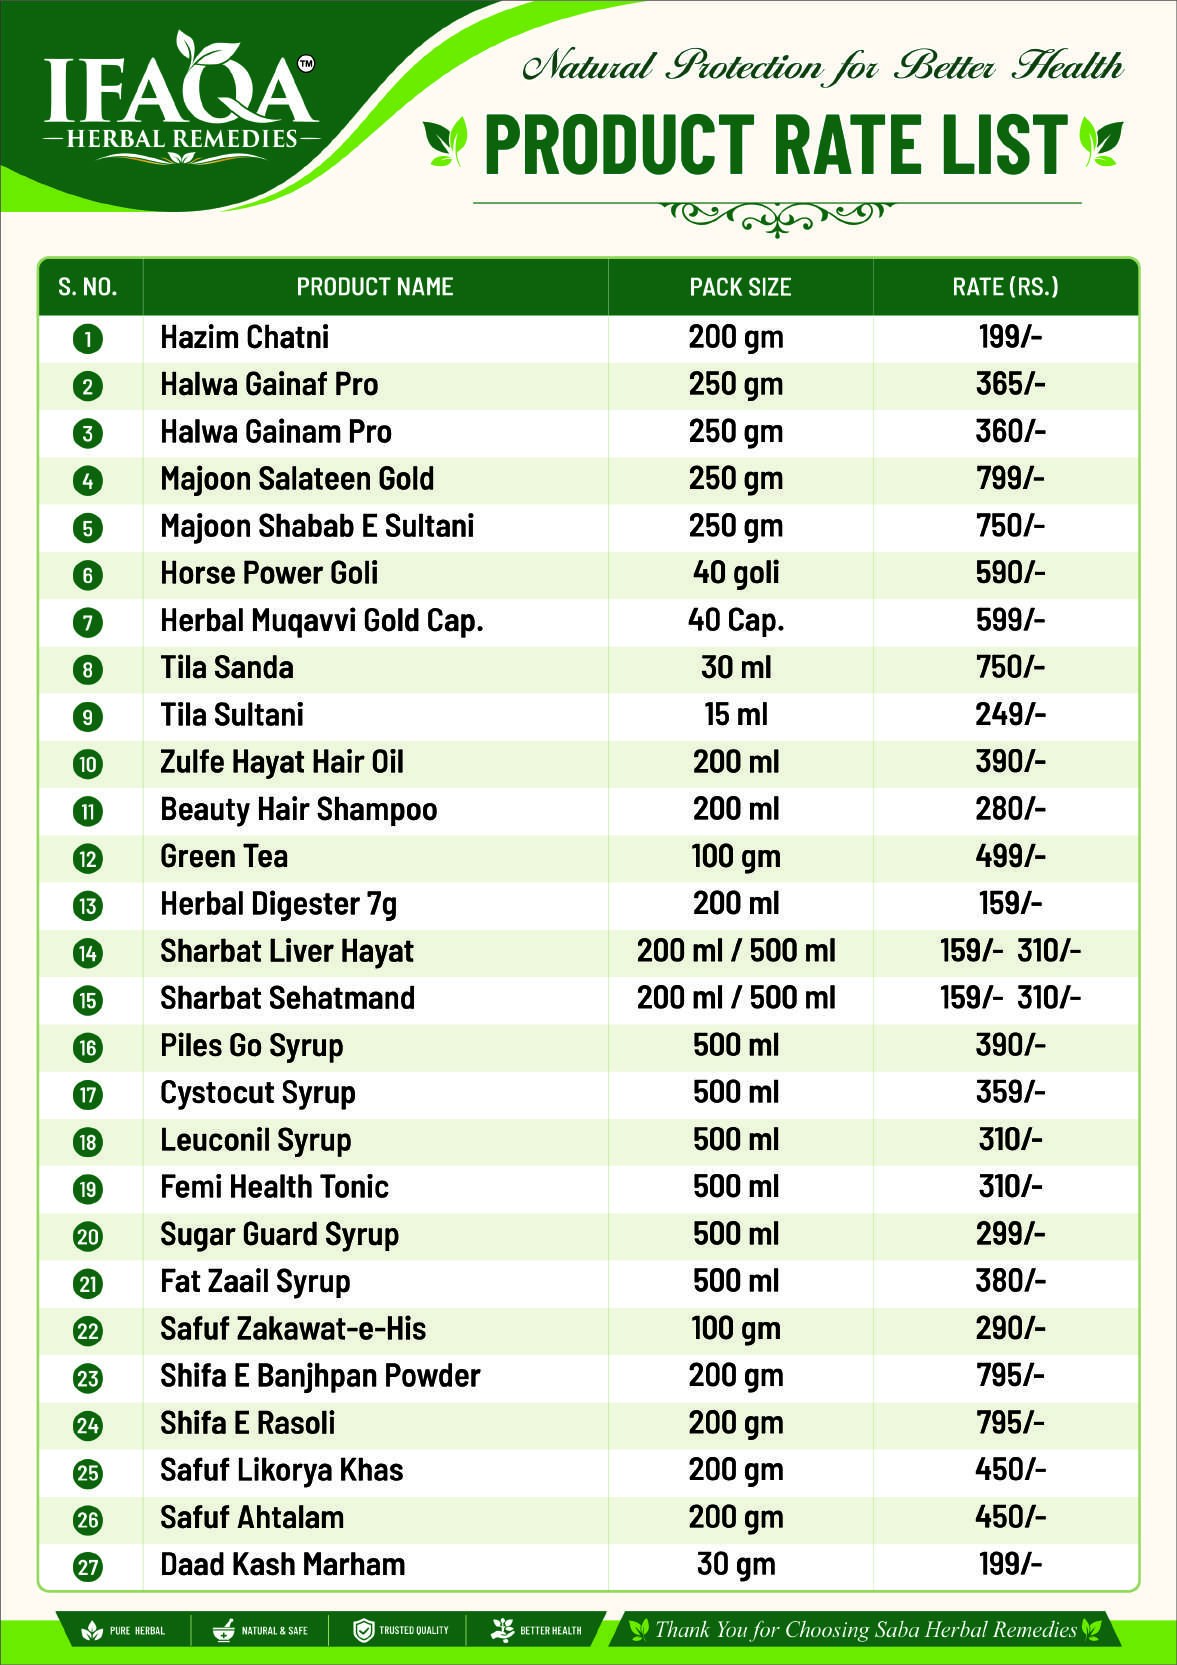 IFAQA™
HERBAL REMEDIES
Natural Protection for Better Health
PRODUCT RATE LIST
S. NO. PRODUCT NAME PACK SIZE RATE (RS.)
1 Hazim Chatni 200 gm 199/-
2 Halwa Gainaf Pro 250 gm 365/-
3 Halwa Gainam Pro 250 gm 360/-
4 Majoon Salateen Gold 250 gm 799/-
5 Majoon Shabab E Sultani 250 gm 750/-
6 Horse Power Goli 40 goli 590/-
7 Herbal Muqavvi Gold Cap. 40 Cap. 599/-
8 Tila Sanda 30 ml 750/-
9 Tila Sultani 15 ml 249/-
10 Zulfe Hayat Hair Oil 200 ml 390/-
11 Beauty Hair Shampoo 200 ml 280/-
12 Green Tea 100 gm 499/-
13 Herbal Digester 7g 200 ml 159/-
14 Sharbat Liver Hayat 200 ml / 500 ml 159/- 310/-
15 Sharbat Sehatmand 200 ml / 500 ml 159/- 310/-
16 Piles Go Syrup 500 ml 390/-
17 Cystocut Syrup 500 ml 359/-
18 Leuconil Syrup 500 ml 310/-
19 Femi Health Tonic 500 ml 310/-
20 Sugar Guard Syrup 500 ml 299/-
21 Fat Zaail Syrup 500 ml 380/-
22 Safuf Zakawat-e-His 100 gm 290/-
23 Shifa E Banjhpan Powder 200 gm 795/-
24 Shifa E Rasoli 200 gm 795/-
25 Safuf Likorya Khas 200 gm 450/-
26 Safuf Ahtalam 200 gm 450/-
27 Daad Kash Marham 30 gm 199/-
PURE HERBAL NATURAL & SAFE TRUSTED QUALITY BETTER HEALTH Thank You for Choosing Saba Herbal Remedies